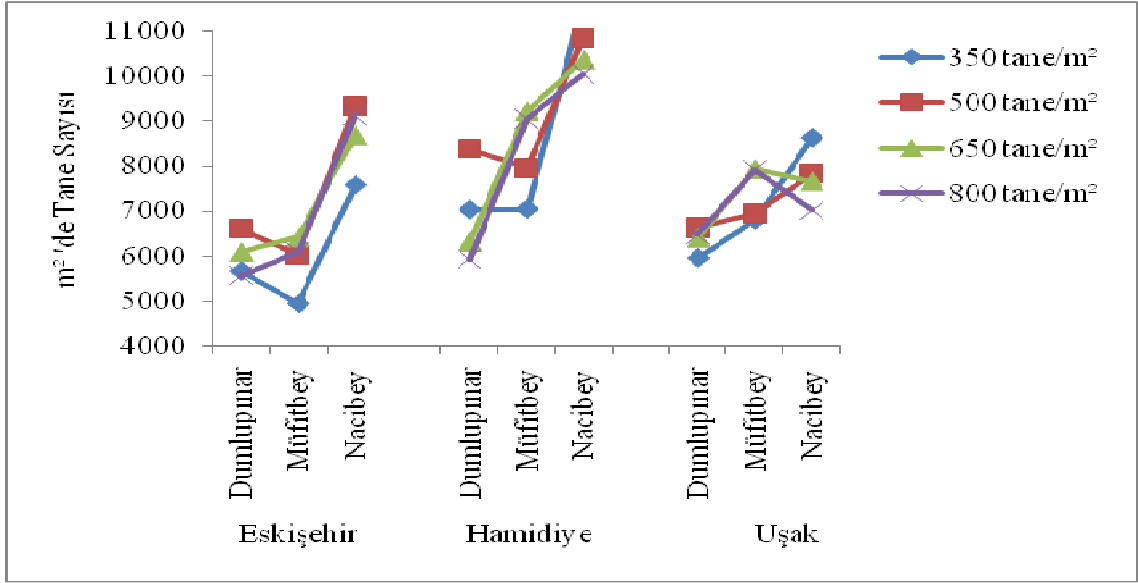 m² 'de Tane Sayısı
11000
10000
9000
8000
7000
6000
5000
4000
Dumlupınar
Müfitbey
Nacibey
Dumlupınar
Müfitbey
Nacibey
Dumlupınar
Müfitbey
Nacibey
Eskişehir
Hamidiye
Uşak
350 tane/m²
500 tane/m²
650 tane/m²
800 tane/m²